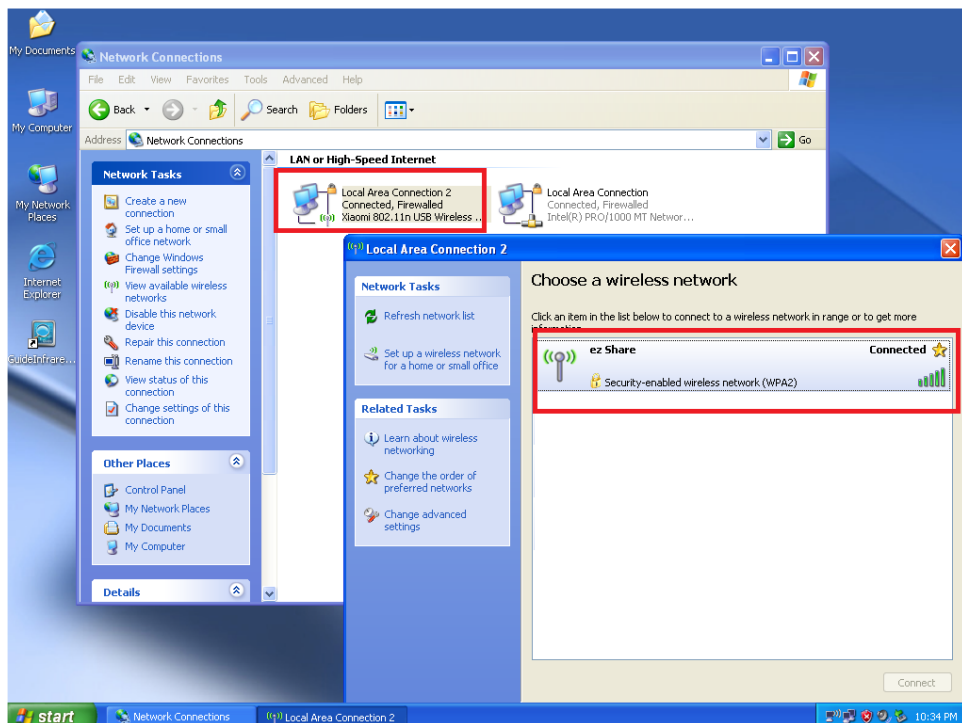 My Documents
My Computer
My Network
Places
Internet
Explorer
GuideInfrare...
Network Connections
File Edit View Favorites Tools Advanced Help
Back Search Folders
Address Network Connections Go
Network Tasks
Create a new
connection
Set up a home or small
office network
Change Windows
Firewall settings
View available wireless
networks
Disable this network
device
Repair this connection
Rename this connection
View status of this
connection
Change settings of this
connection
Other Places
Control Panel
My Network Places
My Documents
My Computer
Details
LAN or High-Speed Internet
Local Area Connection 2
Connected, Firewalled
Xiaomi 802.11n USB Wireless ...
Local Area Connection
Connected, Firewalled
Intel(R) PRO/1000 MT Networ...
Local Area Connection 2
Network Tasks
Refresh network list
Set up a wireless network
for a home or small office
Related Tasks
Learn about wireless
networking
Change the order of
preferred networks
Change advanced
settings
Choose a wireless network
Click an item in the list below to connect to a wireless network in range or to get more
information.
ez Share Connected
Security-enabled wireless network (WPA2)
Connect
start Network Connections Local Area Connection 2 10:34 PM